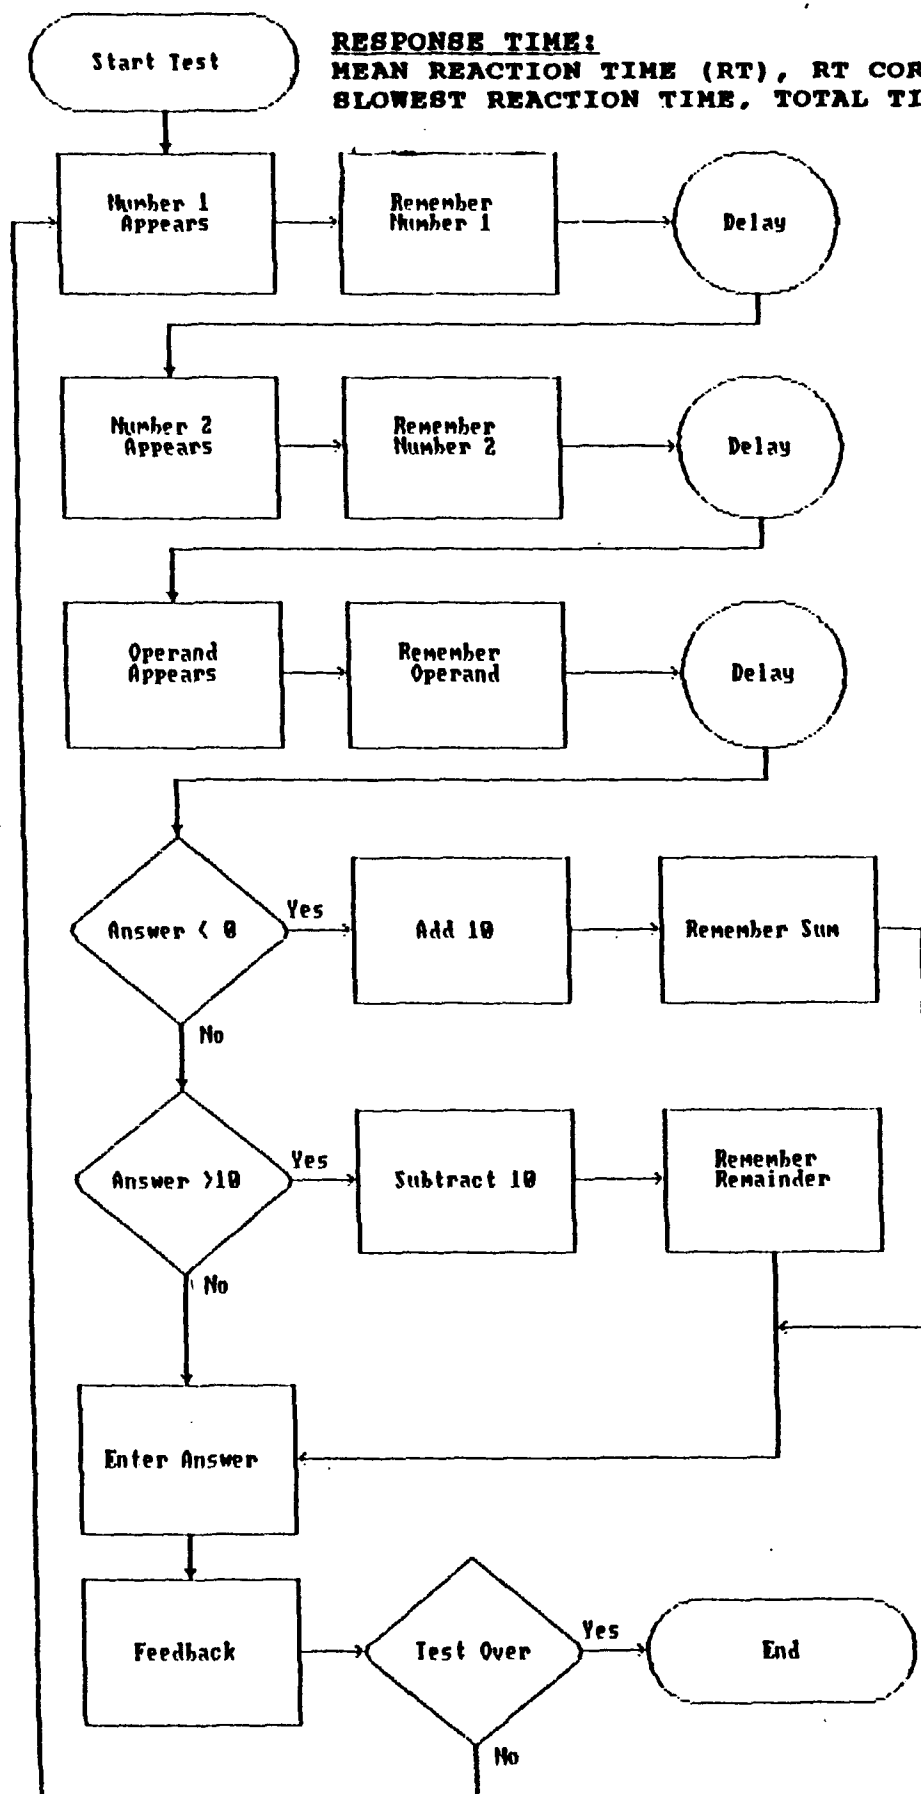 Start Test
RESPONSE TIME:
MEAN REACTION TIME (RT), RT COR
SLOWEST REACTION TIME, TOTAL TI
Number 1
Appears
Remember
Number 1
Delay
Number 2
Appears
Remember
Number 2
Delay
Operand
Appears
Remember
Operand
Delay
Answer < 0
Yes
Add 10
Remember Sum
No
Answer >10
Yes
Subtract 10
Remember
Remainder
No
Enter Answer
Feedback
Test Over
Yes
End
No